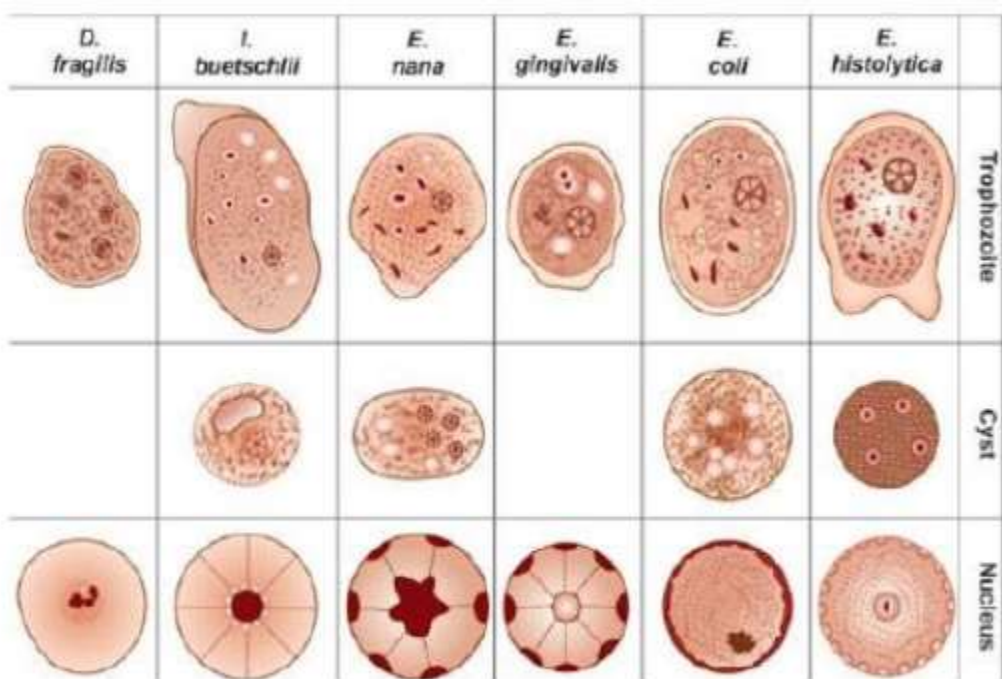 D.
fragilis
I.
buetschlii
E.
nana
E.
gingivalis
E.
coli
E.
histolytica
Trophozoite
Cyst
Nucleus